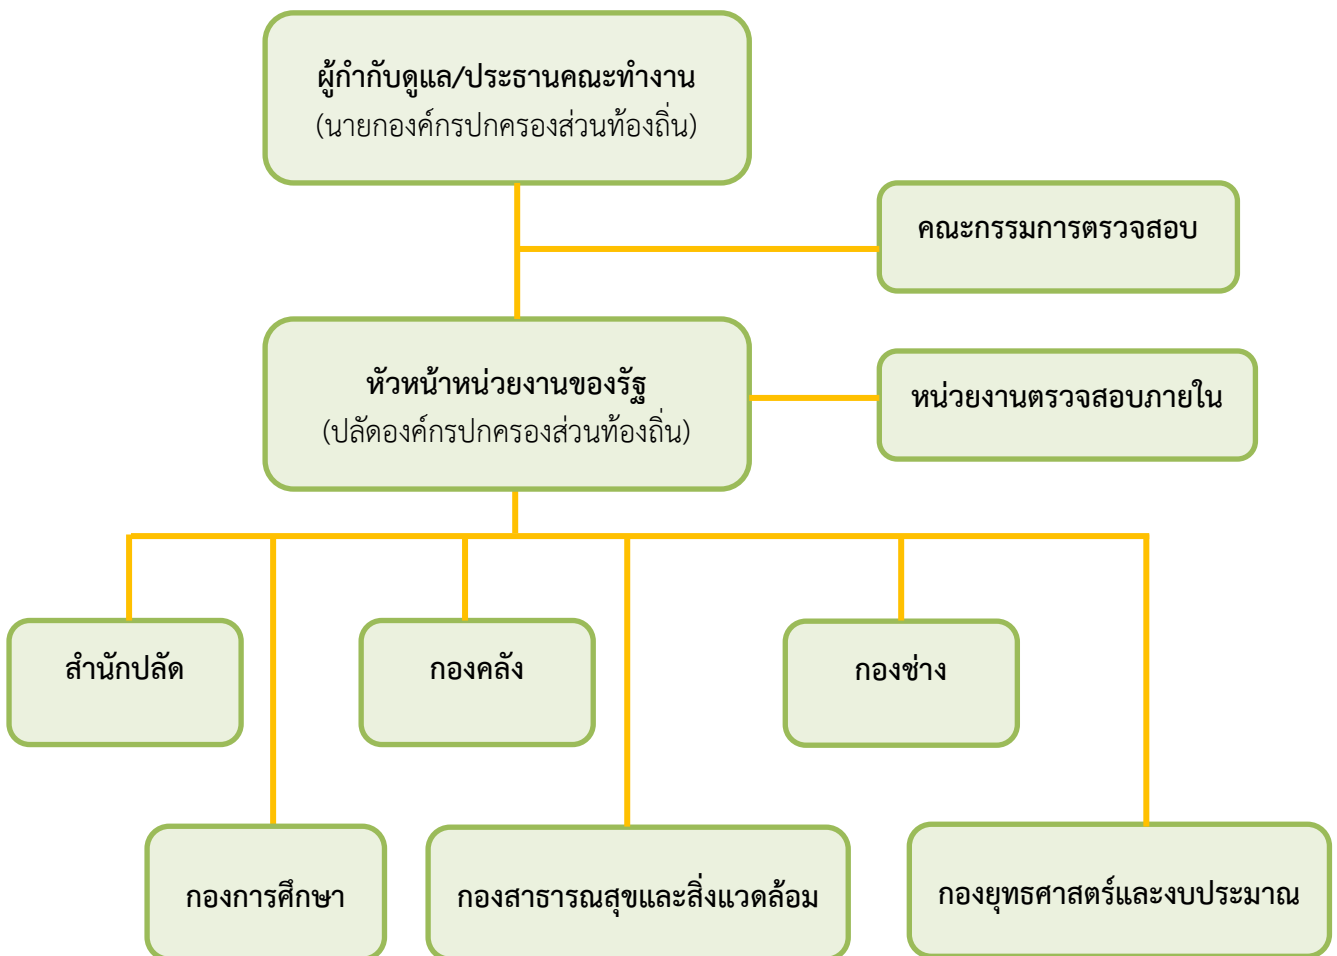 ผู้กำกับดูแล/ประธานคณะทำงาน
(นายกองค์กรปกครองส่วนท้องถิ่น)
คณะกรรมการตรวจสอบ
หัวหน้าหน่วยงานของรัฐ
(ปลัดองค์กรปกครองส่วนท้องถิ่น)
หน่วยงานตรวจสอบภายใน
สำนักปลัด
กองคลัง
กองช่าง
กองการศึกษา
กองสาธารณสุขและสิ่งแวดล้อม
กองยุทธศาสตร์และงบประมาณ